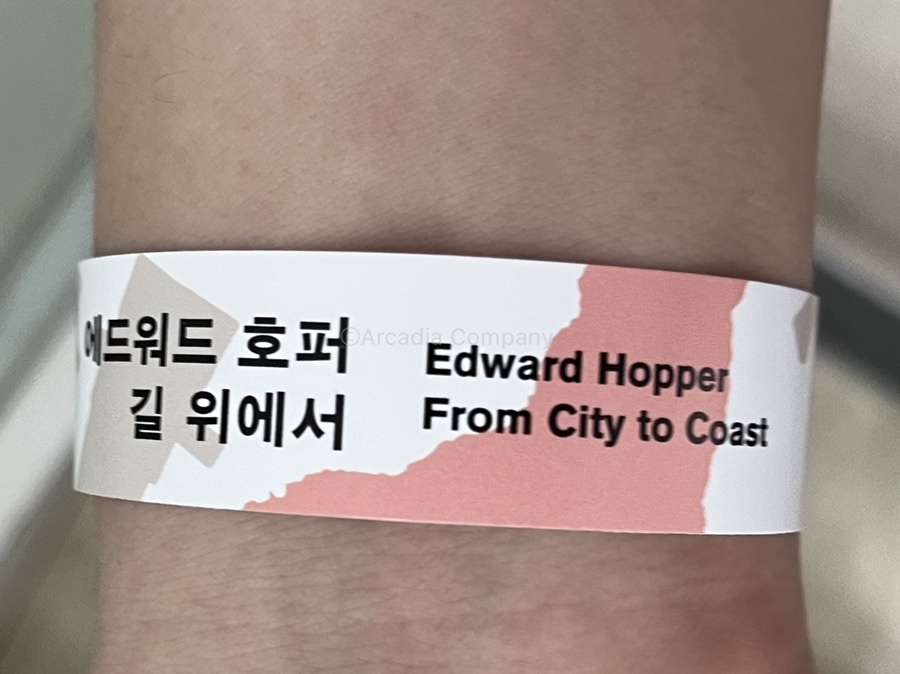 에드워드 호퍼
길 위에서
©Arcadia Company
Edward Hopper
From City to Coast